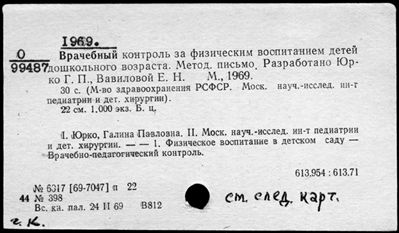 1969.
О
99487
Врачебный контроль за физическим воспитанием детей
дошкольного возраста. Метод. письмо. Разработано Юр-
ко Г. П., Вавиловой Е. Н. М., 1969.
30 с. (М-во здравоохранения РСФСР. Моск. науч.-исслед. ин-т
педиатрии и дет. хирургии).
22 см. 1.000 экз. Б. ц.
1. Юрко, Галина Павловна. II. Моск. науч.-исслед. ин-т педиатрии
и дет. хирургии. — — 1. Физическое воспитание в детском саду —
Врачебно-педагогический контроль.
613.954 : 613.71
№ 6317 [69-7047] п 22
44 № 398
Вс. кн. пал. 24 II 69 В812
см. след. карт.
г. К.